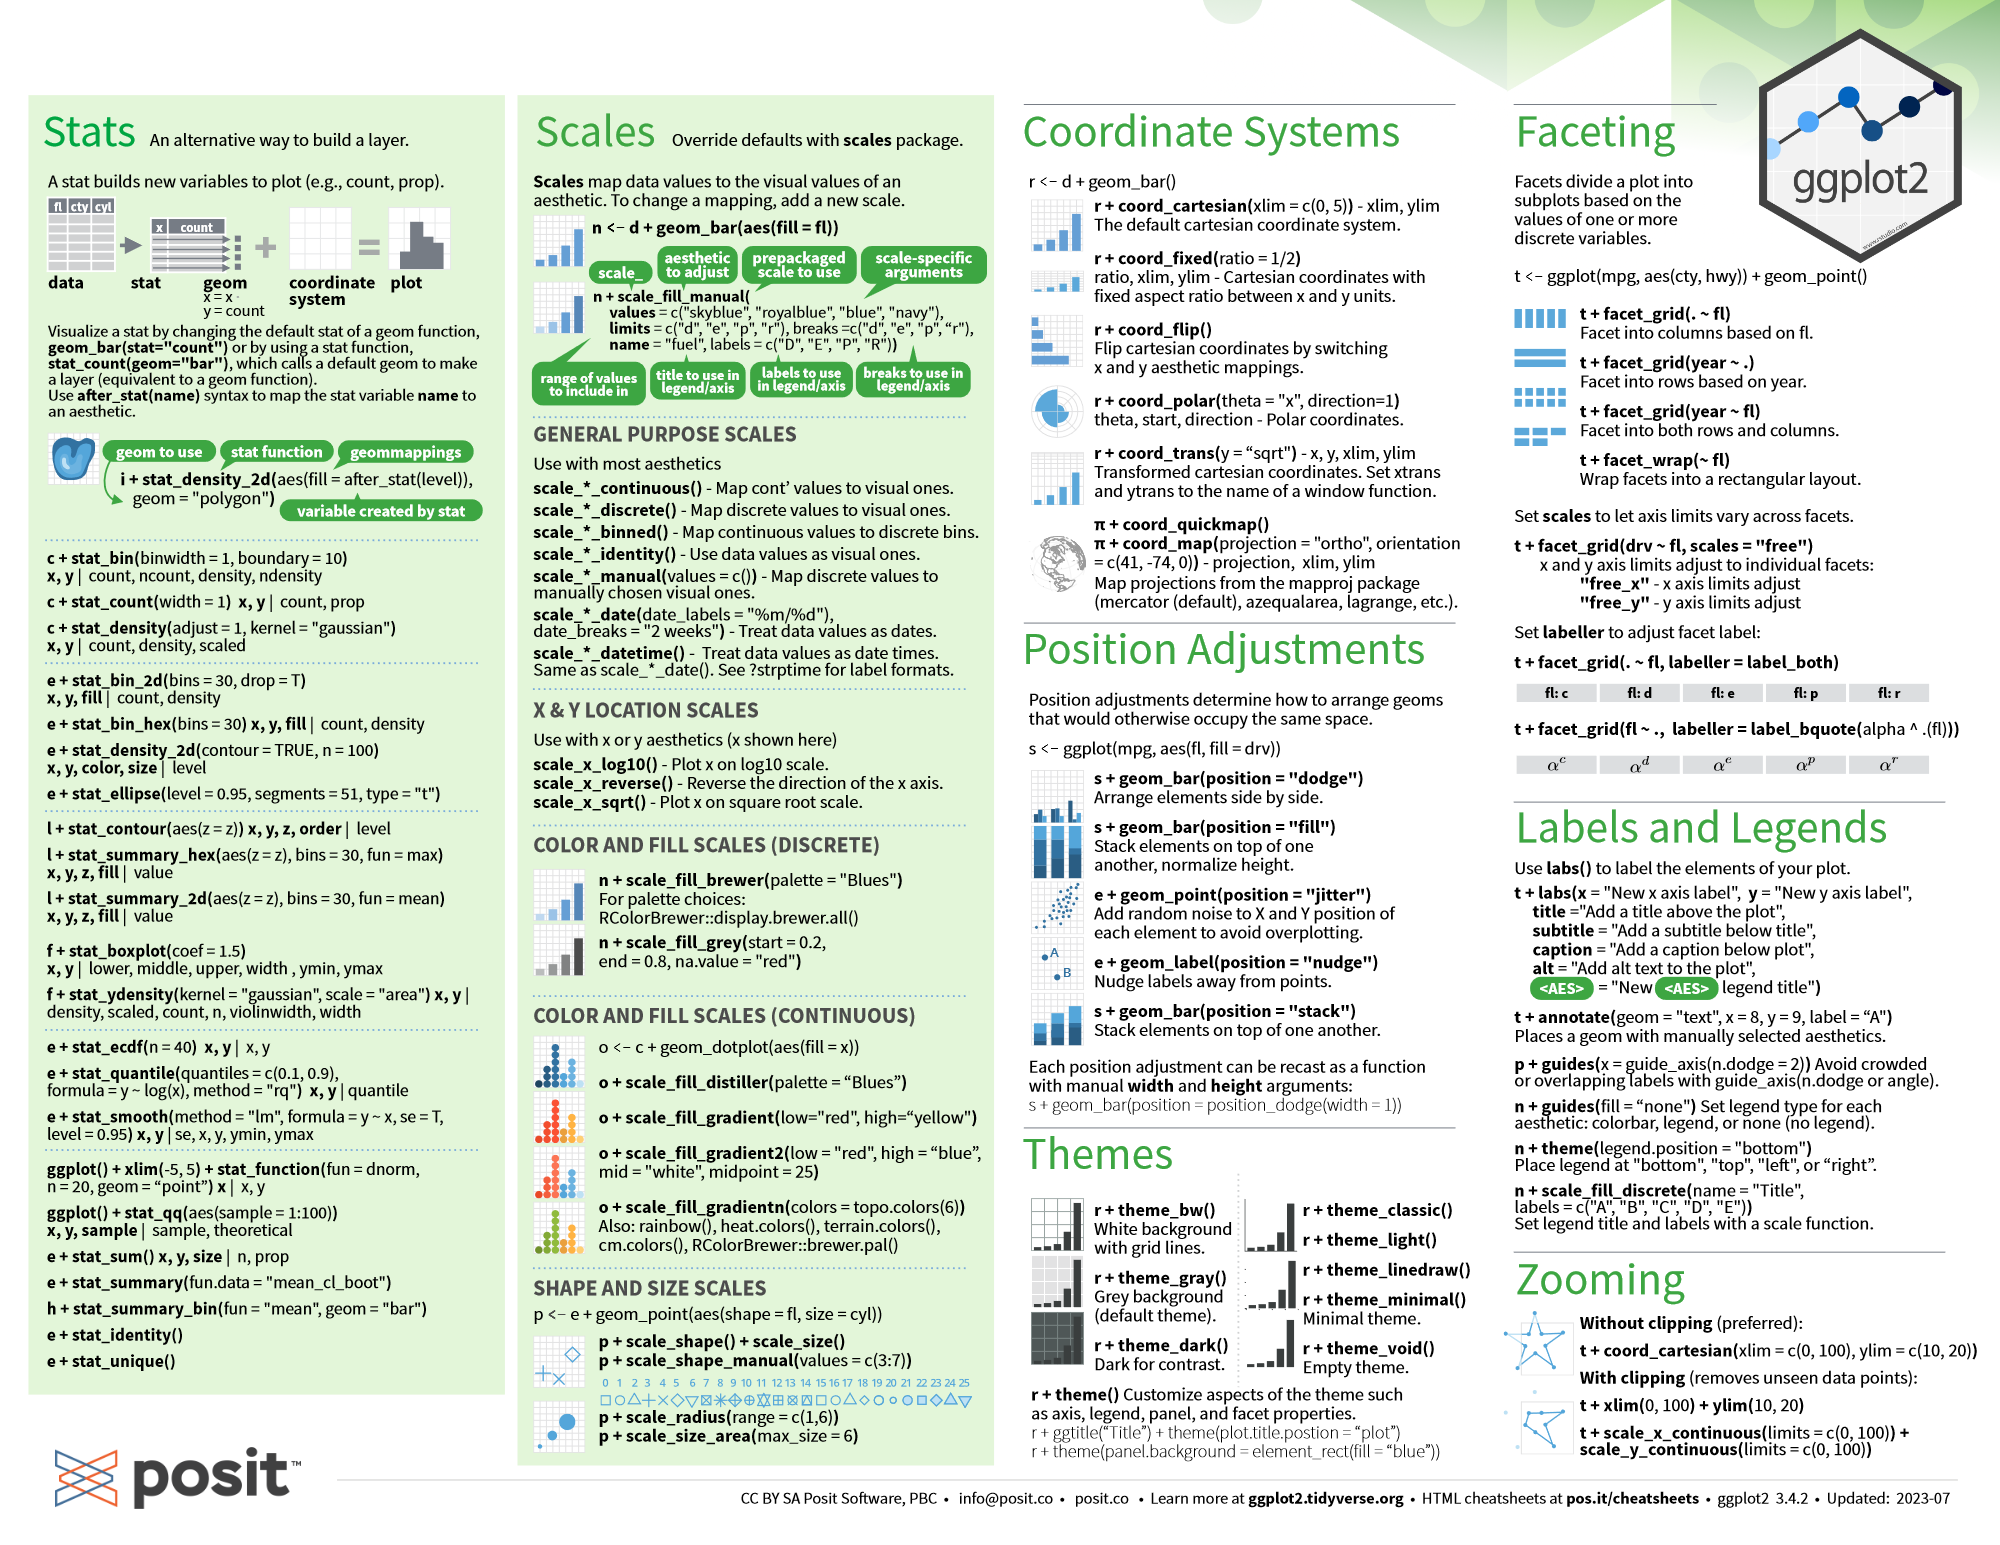 Stats An alternative way to build a layer.
A stat builds new variables to plot (e.g., count, prop).
fl cty cyl
x count
data stat geom coordinate system plot
x = x ·
y = count
Visualize a stat by changing the default stat of a geom function,
geom_bar(stat="count") or by using a stat function,
stat_count(geom="bar"), which calls a default geom to make
a layer (equivalent to a geom function).
Use after_stat(name) syntax to map the stat variable name to
an aesthetic.
geom to use stat function geommappings
i + stat_density_2d(aes(fill = after_stat(level)),
geom = "polygon")
variable created by stat
c + stat_bin(binwidth = 1, boundary = 10)
x, y | count, ncount, density, ndensity
c + stat_count(width = 1) x, y | count, prop
c + stat_density(adjust = 1, kernel = "gaussian")
x, y | count, density, scaled
e + stat_bin_2d(bins = 30, drop = T)
x, y, fill | count, density
e + stat_bin_hex(bins = 30) x, y, fill | count, density
e + stat_density_2d(contour = TRUE, n = 100)
x, y, color, size | level
e + stat_ellipse(level = 0.95, segments = 51, type = "t")
l + stat_contour(aes(z = z)) x, y, z, order | level
l + stat_summary_hex(aes(z = z), bins = 30, fun = max)
x, y, z, fill | value
l + stat_summary_2d(aes(z = z), bins = 30, fun = mean)
x, y, z, fill | value
f + stat_boxplot(coef = 1.5)
x, y | lower, middle, upper, width , ymin, ymax
f + stat_ydensity(kernel = "gaussian", scale = "area") x, y |
density, scaled, count, n, violinwidth, width
e + stat_ecdf(n = 40) x, y | x, y
e + stat_quantile(quantiles = c(0.1, 0.9),
formula = y ~ log(x), method = "rq") x, y | quantile
e + stat_smooth(method = "lm", formula = y ~ x, se = T,
level = 0.95) x, y | se, x, y, ymin, ymax
ggplot() + xlim(-5, 5) + stat_function(fun = dnorm,
n = 20, geom = “point”) x | x, y
ggplot() + stat_qq(aes(sample = 1:100))
x, y, sample | sample, theoretical
e + stat_sum() x, y, size | n, prop
e + stat_summary(fun.data = "mean_cl_boot")
h + stat_summary_bin(fun = "mean", geom = "bar")
e + stat_identity()
e + stat_unique()
Scales Override defaults with scales package.
Scales map data values to the visual values of an
aesthetic. To change a mapping, add a new scale.
n <- d + geom_bar(aes(fill = fl))
scale_ aesthetic to adjust prepackaged scale to use scale-specific arguments
n + scale_fill_manual(
values = c("skyblue", "royalblue", "blue", "navy"),
limits = c("d", "e", "p", "r"), breaks =c("d", "e", "p", “r"),
name = "fuel", labels = c("D", "E", "P", "R"))
range of values to include in title to use in legend/axis labels to use in legend/axis breaks to use in legend/axis
GENERAL PURPOSE SCALES
Use with most aesthetics
scale_*_continuous() - Map cont’ values to visual ones.
scale_*_discrete() - Map discrete values to visual ones.
scale_*_binned() - Map continuous values to discrete bins.
scale_*_identity() - Use data values as visual ones.
scale_*_manual(values = c()) - Map discrete values to
manually chosen visual ones.
scale_*_date(date_labels = "%m/%d"),
date_breaks = "2 weeks") - Treat data values as dates.
scale_*_datetime() - Treat data values as date times.
Same as scale_*_date(). See ?strptime for label formats.
X & Y LOCATION SCALES
Use with x or y aesthetics (x shown here)
scale_x_log10() - Plot x on log10 scale.
scale_x_reverse() - Reverse the direction of the x axis.
scale_x_sqrt() - Plot x on square root scale.
COLOR AND FILL SCALES (DISCRETE)
n + scale_fill_brewer(palette = "Blues")
For palette choices:
RColorBrewer::display.brewer.all()
n + scale_fill_grey(start = 0.2,
end = 0.8, na.value = "red")
COLOR AND FILL SCALES (CONTINUOUS)
o <- c + geom_dotplot(aes(fill = x))
o + scale_fill_distiller(palette = “Blues”)
o + scale_fill_gradient(low="red", high=“yellow")
o + scale_fill_gradient2(low = "red", high = “blue”,
mid = "white", midpoint = 25)
o + scale_fill_gradientn(colors = topo.colors(6))
Also: rainbow(), heat.colors(), terrain.colors(),
cm.colors(), RColorBrewer::brewer.pal()
SHAPE AND SIZE SCALES
p <- e + geom_point(aes(shape = fl, size = cyl))
p + scale_shape() + scale_size()
p + scale_shape_manual(values = c(3:7))
0 1 2 3 4 5 6 7 8 9 10 11 12 13 14 15 16 17 18 19 20 21 22 23 24 25
p + scale_radius(range = c(1,6))
p + scale_size_area(max_size = 6)
Coordinate Systems
r <- d + geom_bar()
r + coord_cartesian(xlim = c(0, 5)) - xlim, ylim
The default cartesian coordinate system.
r + coord_fixed(ratio = 1/2)
ratio, xlim, ylim - Cartesian coordinates with
fixed aspect ratio between x and y units.
r + coord_flip()
Flip cartesian coordinates by switching
x and y aesthetic mappings.
r + coord_polar(theta = "x", direction=1)
theta, start, direction - Polar coordinates.
r + coord_trans(y = “sqrt") - x, y, xlim, ylim
Transformed cartesian coordinates. Set xtrans
and ytrans to the name of a window function.
π + coord_quickmap()
π + coord_map(projection = "ortho", orientation
= c(41, -74, 0)) - projection, xlim, ylim
Map projections from the mapproj package
(mercator (default), azequalarea, lagrange, etc.).
Position Adjustments
Position adjustments determine how to arrange geoms
that would otherwise occupy the same space.
s <- ggplot(mpg, aes(fl, fill = drv))
s + geom_bar(position = "dodge")
Arrange elements side by side.
s + geom_bar(position = "fill")
Stack elements on top of one
another, normalize height.
e + geom_point(position = "jitter")
Add random noise to X and Y position of
each element to avoid overplotting.
A
B
e + geom_label(position = "nudge")
Nudge labels away from points.
s + geom_bar(position = "stack")
Stack elements on top of one another.
Each position adjustment can be recast as a function
with manual width and height arguments:
s + geom_bar(position = position_dodge(width = 1))
Themes
r + theme_bw()
White background
with grid lines.
r + theme_gray()
Grey background
(default theme).
r + theme_dark()
Dark for contrast.
r + theme_classic()
r + theme_light()
r + theme_linedraw()
r + theme_minimal()
Minimal theme.
r + theme_void()
Empty theme.
r + theme() Customize aspects of the theme such
as axis, legend, panel, and facet properties.
r + ggtitle(“Title”) + theme(plot.title.postion = “plot”)
r + theme(panel.background = element_rect(fill = “blue”))
Faceting
ggplot2
www.rstudio.com
Facets divide a plot into
subplots based on the
values of one or more
discrete variables.
t <- ggplot(mpg, aes(cty, hwy)) + geom_point()
t + facet_grid(. ~ fl)
Facet into columns based on fl.
t + facet_grid(year ~ .)
Facet into rows based on year.
t + facet_grid(year ~ fl)
Facet into both rows and columns.
t + facet_wrap(~ fl)
Wrap facets into a rectangular layout.
Set scales to let axis limits vary across facets.
t + facet_grid(drv ~ fl, scales = "free")
x and y axis limits adjust to individual facets:
"free_x" - x axis limits adjust
"free_y" - y axis limits adjust
Set labeller to adjust facet label:
t + facet_grid(. ~ fl, labeller = label_both)
fl: c fl: d fl: e fl: p fl: r
t + facet_grid(fl ~ ., labeller = label_bquote(alpha ^ .(fl)))
α^c α^d α^e α^p α^r
Labels and Legends
Use labs() to label the elements of your plot.
t + labs(x = "New x axis label", y = "New y axis label",
title ="Add a title above the plot",
subtitle = "Add a subtitle below title",
caption = "Add a caption below plot",
alt = "Add alt text to the plot",
<AES> = "New <AES> legend title")
t + annotate(geom = "text", x = 8, y = 9, label = “A")
Places a geom with manually selected aesthetics.
p + guides(x = guide_axis(n.dodge = 2)) Avoid crowded
or overlapping labels with guide_axis(n.dodge or angle).
n + guides(fill = “none") Set legend type for each
aesthetic: colorbar, legend, or none (no legend).
n + theme(legend.position = "bottom")
Place legend at "bottom", "top", "left", or “right”.
n + scale_fill_discrete(name = "Title",
labels = c("A", "B", "C", "D", "E"))
Set legend title and labels with a scale function.
Zooming
Without clipping (preferred):
t + coord_cartesian(xlim = c(0, 100), ylim = c(10, 20))
With clipping (removes unseen data points):
t + xlim(0, 100) + ylim(10, 20)
t + scale_x_continuous(limits = c(0, 100)) +
scale_y_continuous(limits = c(0, 100))
posit™
CC BY SA Posit Software, PBC • info@posit.co • posit.co • Learn more at ggplot2.tidyverse.org • HTML cheatsheets at pos.it/cheatsheets • ggplot2 3.4.2 • Updated: 2023-07